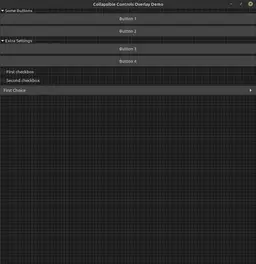 Collapsible Controls Overlay Demo
Some Buttons
Button 1
Button 2
Extra Settings
Button 3
Button 4
First checkbox
Second checkbox
First Choice